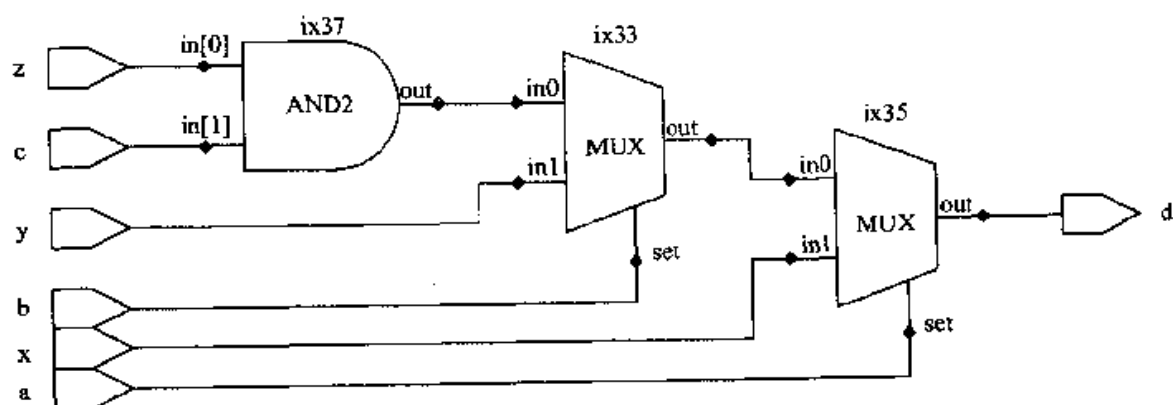 ix37
in[0]
z
AND2
out
in[1]
c
ix33
in0
MUX
out
in1
y
set
b
ix35
in0
MUX
out
d
in1
x
set
a